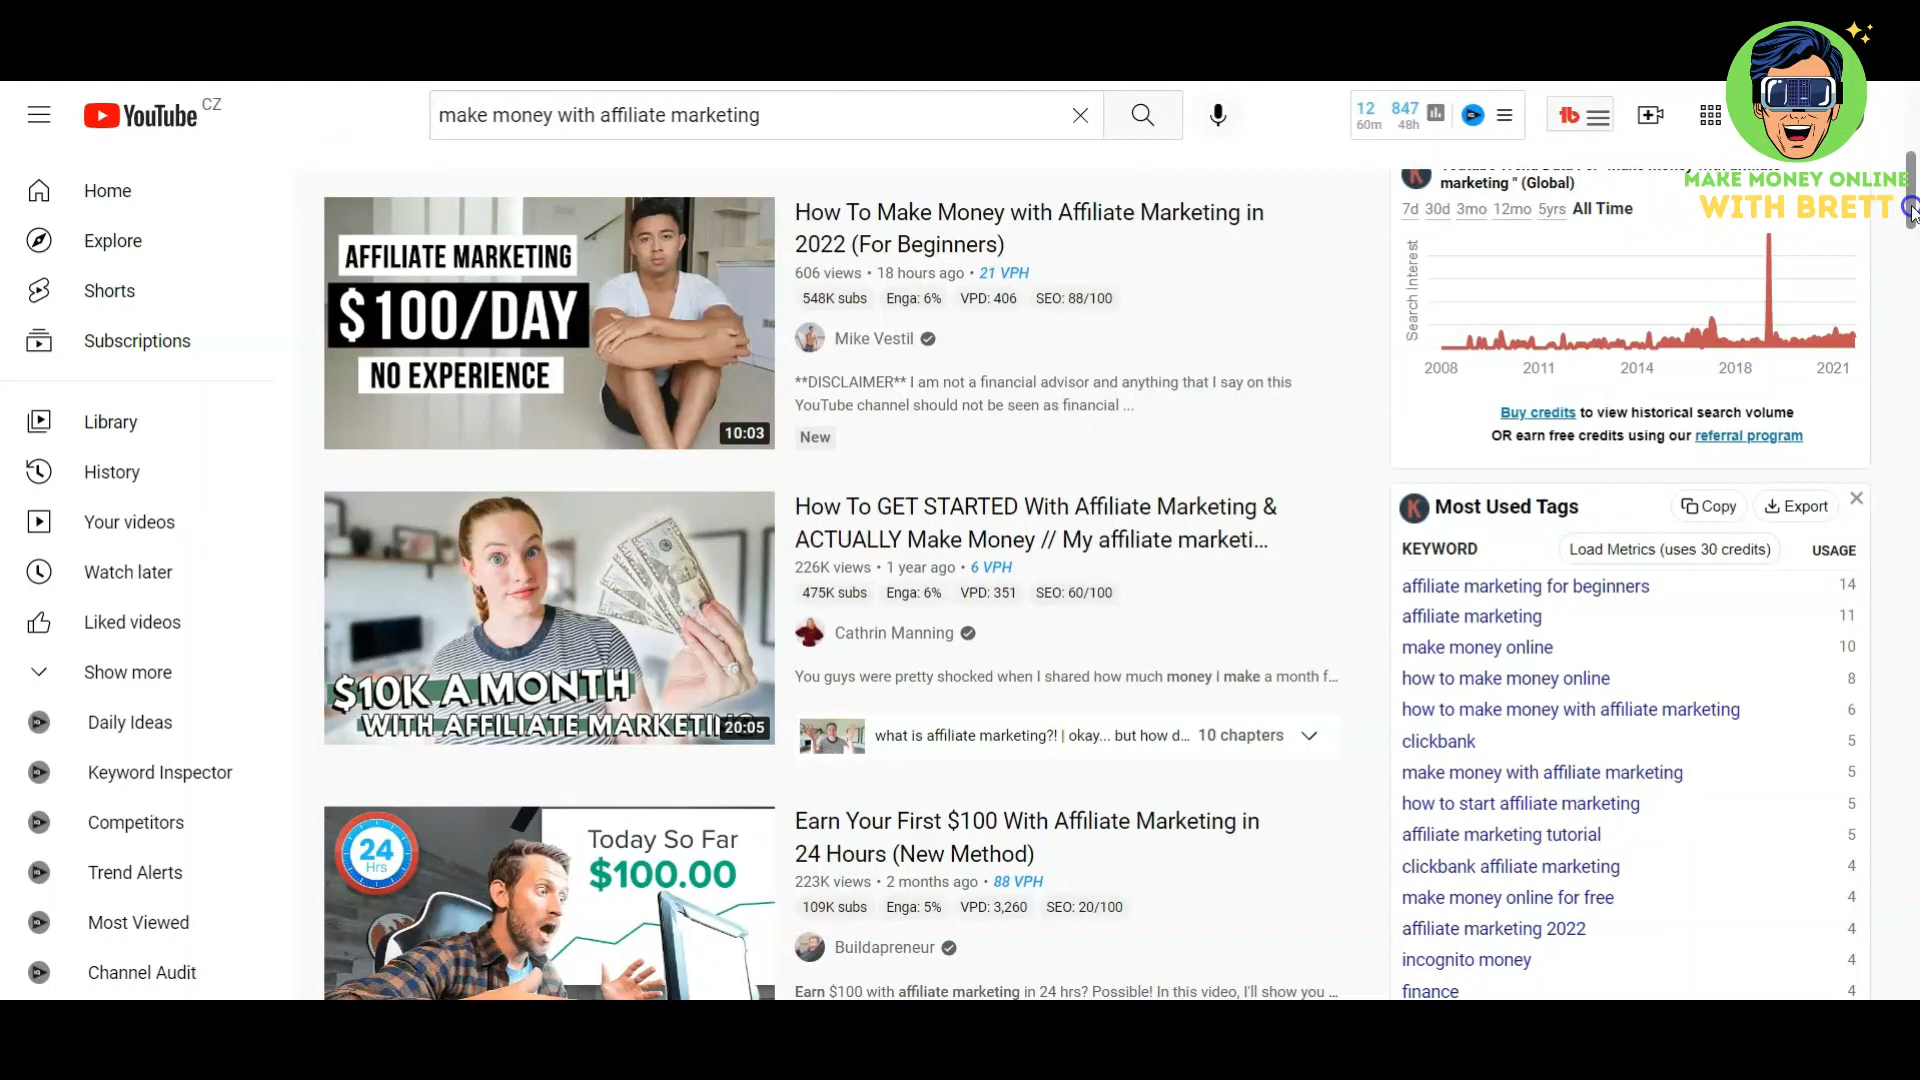 YouTube CZ
make money with affiliate marketing
12 847
60m 48h
tb
MAKE MONEY ONLINE
WITH BRETT
Home
Explore
Shorts
Subscriptions
Library
History
Your videos
Watch later
Liked videos
Show more
Daily Ideas
Keyword Inspector
Competitors
Trend Alerts
Most Viewed
Channel Audit
AFFILIATE MARKETING
$100/DAY
NO EXPERIENCE
10:03
How To Make Money with Affiliate Marketing in
2022 (For Beginners)
606 views • 18 hours ago • 21 VPH
548K subs Enga: 6% VPD: 406 SEO: 88/100
Mike Vestil
**DISCLAIMER** I am not a financial advisor and anything that I say on this
YouTube channel should not be seen as financial ...
New
$10K A MONTH
WITH AFFILIATE MARKETI
20:05
How To GET STARTED With Affiliate Marketing &
ACTUALLY Make Money // My affiliate marketi...
226K views • 1 year ago • 6 VPH
475K subs Enga: 6% VPD: 351 SEO: 60/100
Cathrin Manning
You guys were pretty shocked when I shared how much money I make a month f...
what is affiliate marketing?! | okay... but how d... 10 chapters
24
Hrs
Today So Far
$100.00
Earn Your First $100 With Affiliate Marketing in
24 Hours (New Method)
223K views • 2 months ago • 88 VPH
109K subs Enga: 5% VPD: 3,260 SEO: 20/100
Buildapreneur
Earn $100 with affiliate marketing in 24 hrs? Possible! In this video, I'll show you ...
K
marketing " (Global)
7d 30d 3mo 12mo 5yrs All Time
Search Interest
2008 2011 2014 2018 2021
Buy credits to view historical search volume
OR earn free credits using our referral program
K Most Used Tags Copy Export
KEYWORD Load Metrics (uses 30 credits) USAGE
affiliate marketing for beginners 14
affiliate marketing 11
make money online 10
how to make money online 8
how to make money with affiliate marketing 6
clickbank 5
make money with affiliate marketing 5
how to start affiliate marketing 5
affiliate marketing tutorial 5
clickbank affiliate marketing 4
make money online for free 4
affiliate marketing 2022 4
incognito money 4
finance 4